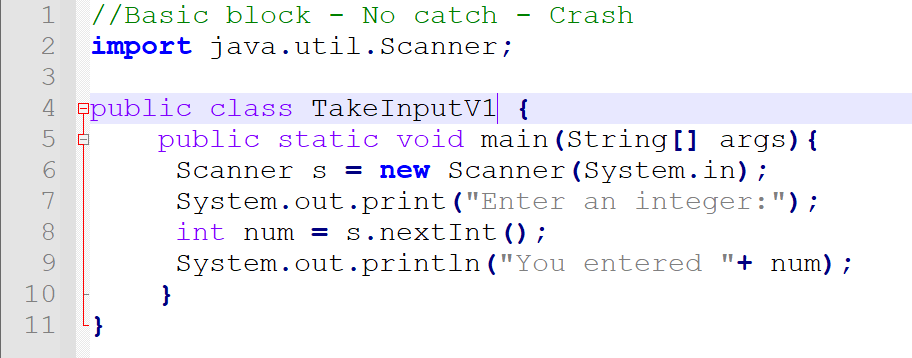 1 //Basic block - No catch - Crash
2 import java.util.Scanner;
3
4 public class TakeInputV1 {
5 public static void main(String[] args){
6 Scanner s = new Scanner(System.in);
7 System.out.print("Enter an integer:");
8 int num = s.nextInt();
9 System.out.println("You entered "+ num);
10 }
11 }